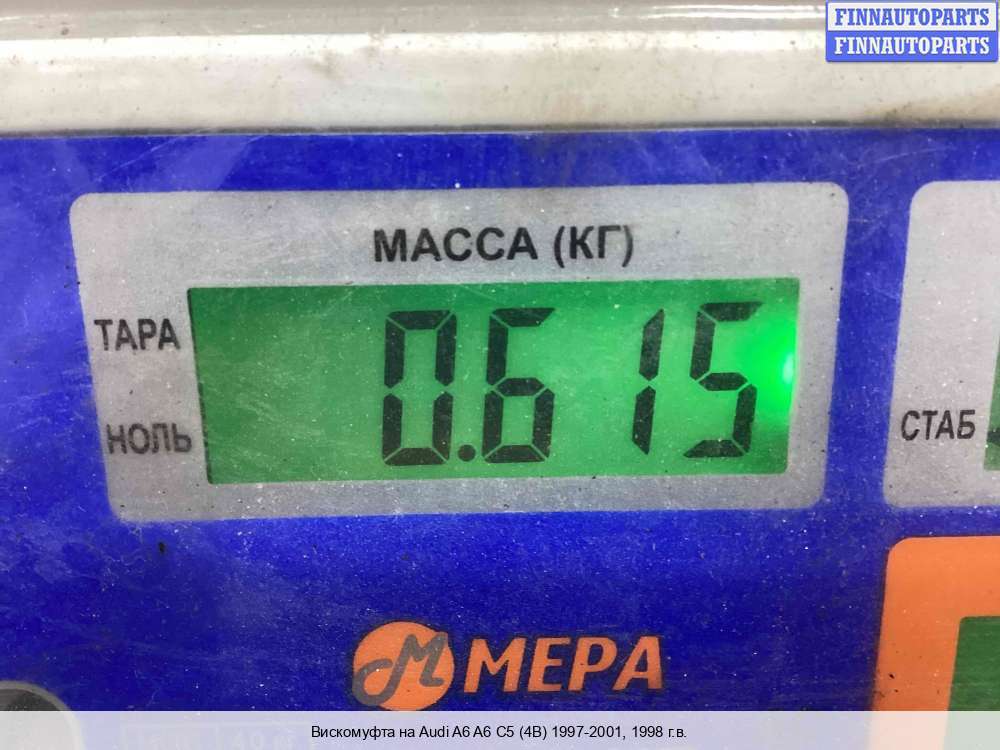 FINNAUTOPARTS
FINNAUTOPARTS
МАССА (КГ)
ТАРА
0.615
НОЛЬ
СТАБ
М МЕРА
Вискомуфта на Audi A6 A6 C5 (4B) 1997-2001, 1998 г.в.